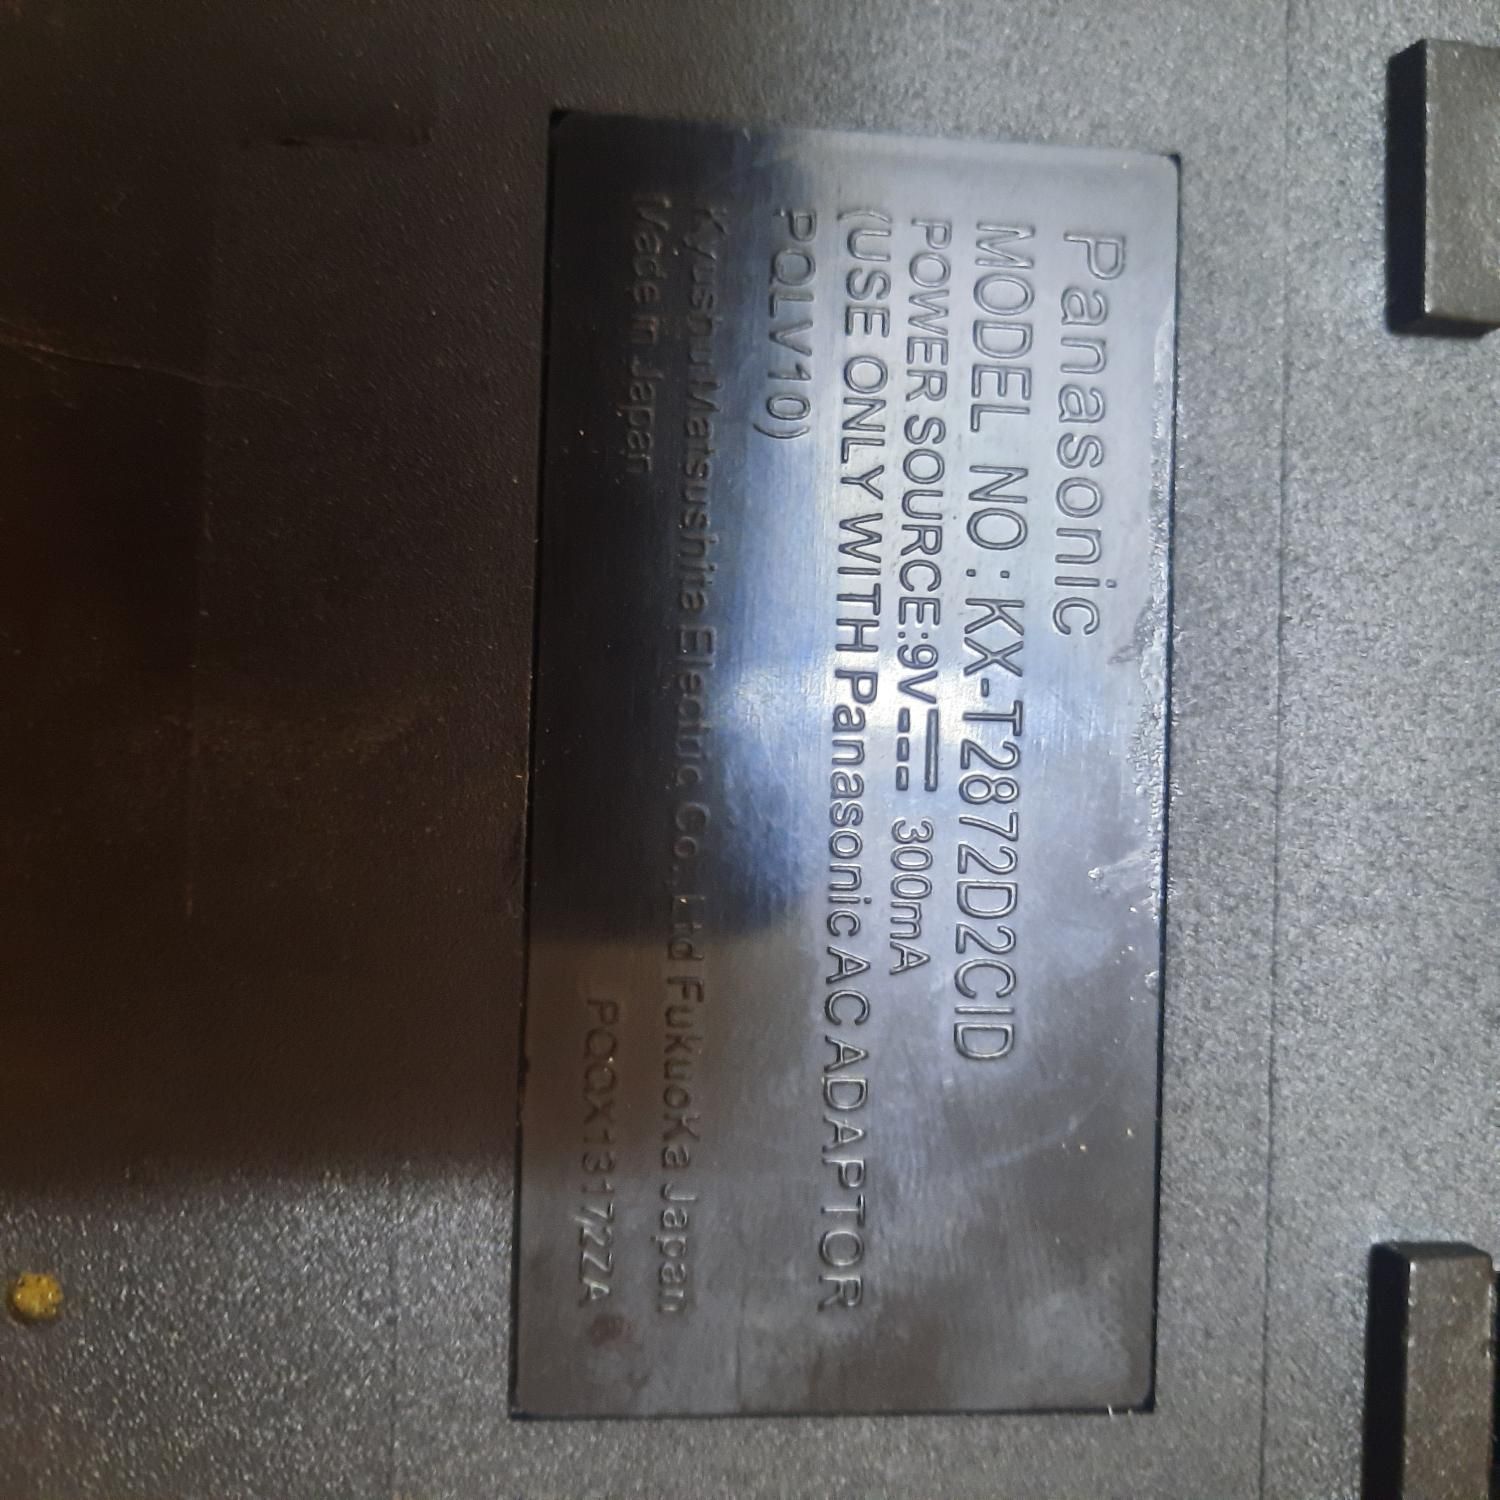 Panasonic
MODEL NO:KX-T2872D2CID
POWER SOURCE:9V⎓ 300mA
(USE ONLY WITH Panasonic AC ADAPTOR
PQLV10)
Kyushu Matsushita Electric Co.,Ltd Fukuoka Japan
Made in Japan
PQQX13172ZA